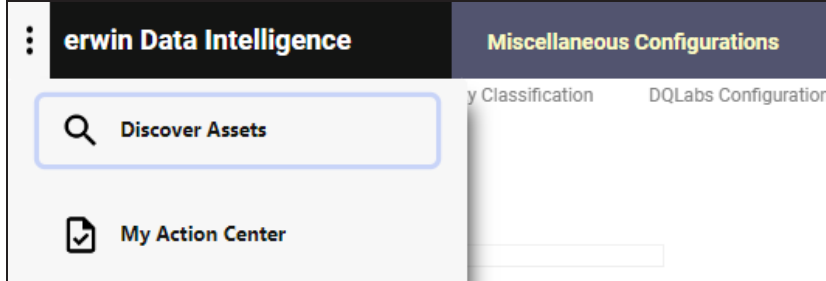 erwin Data Intelligence
Miscellaneous Configurations
y Classification
DQLabs Configuration
Discover Assets
My Action Center